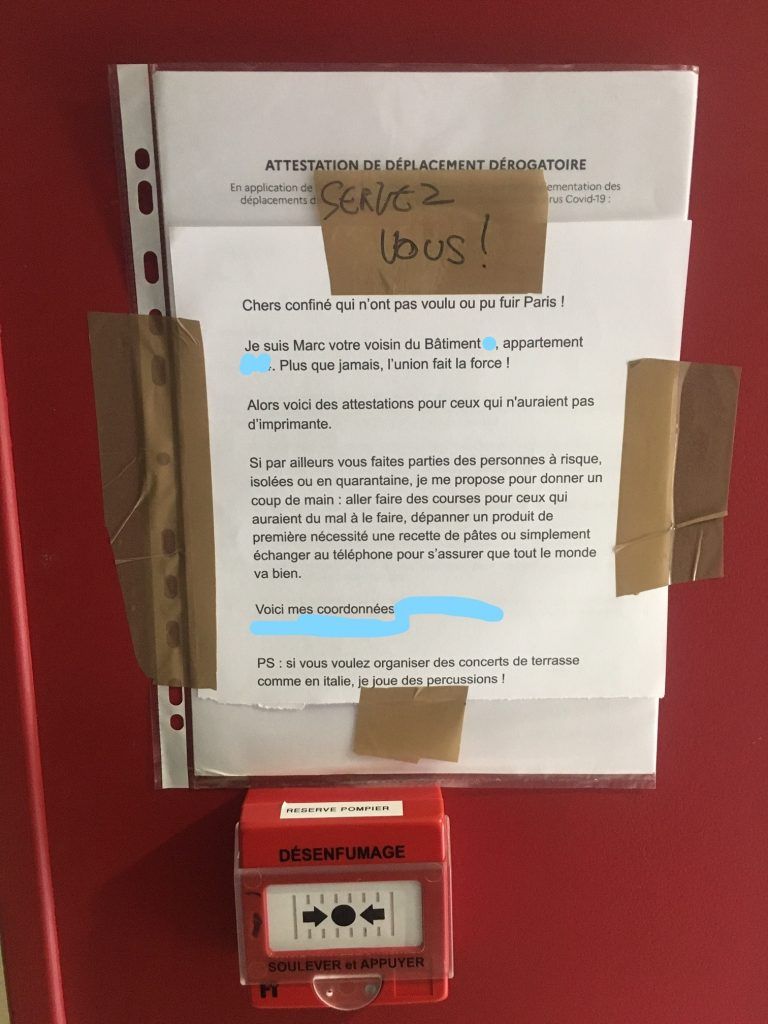 ATTESTATION DE DÉPLACEMENT DÉROGATOIRE
En application de ementation des
déplacements d rus Covid-19 :
SERVEZ
VOUS !
Chers confiné qui n'ont pas voulu ou pu fuir Paris !
Je suis Marc votre voisin du Bâtiment , appartement
. Plus que jamais, l'union fait la force !
Alors voici des attestations pour ceux qui n'auraient pas
d'imprimante.
Si par ailleurs vous faites parties des personnes à risque,
isolées ou en quarantaine, je me propose pour donner un
coup de main : aller faire des courses pour ceux qui
auraient du mal à le faire, dépanner un produit de
première nécessité une recette de pâtes ou simplement
échanger au téléphone pour s'assurer que tout le monde
va bien.
Voici mes coordonnées
PS : si vous voulez organiser des concerts de terrasse
comme en italie, je joue des percussions !
RESERVE POMPIER
DÉSENFUMAGE
SOULEVER et APPUYER